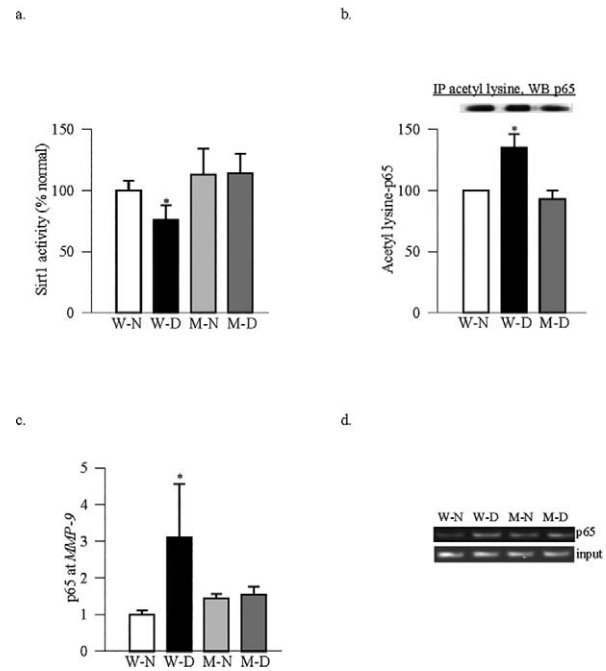 a.
b.
IP acetyl lysine, WB p65
150
100
50
0
Sirt1 activity (% normal)
*
W-N W-D M-N M-D
150
100
50
0
Acetyl lysine-p65
*
W-N W-D M-D
c.
d.
5
4
3
2
1
0
p65 at MMP-9
*
W-N W-D M-N M-D
W-N W-D M-N M-D
p65
input